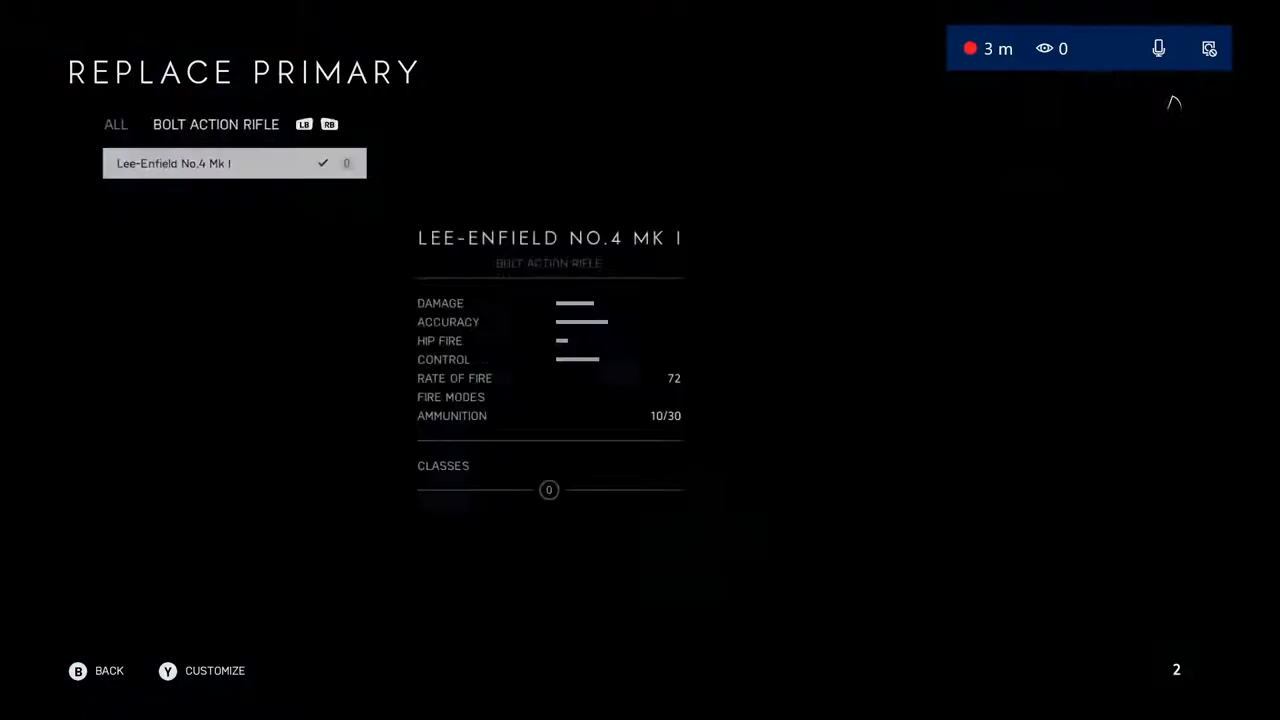 REPLACE PRIMARY
3 m 0
ALL BOLT ACTION RIFLE LB RB
Lee-Enfield No.4 Mk I 0
LEE-ENFIELD NO.4 MK I
BOLT ACTION RIFLE
DAMAGE
ACCURACY
HIP FIRE
CONTROL
RATE OF FIRE 72
FIRE MODES
AMMUNITION 10/30
CLASSES
0
B BACK Y CUSTOMIZE
2